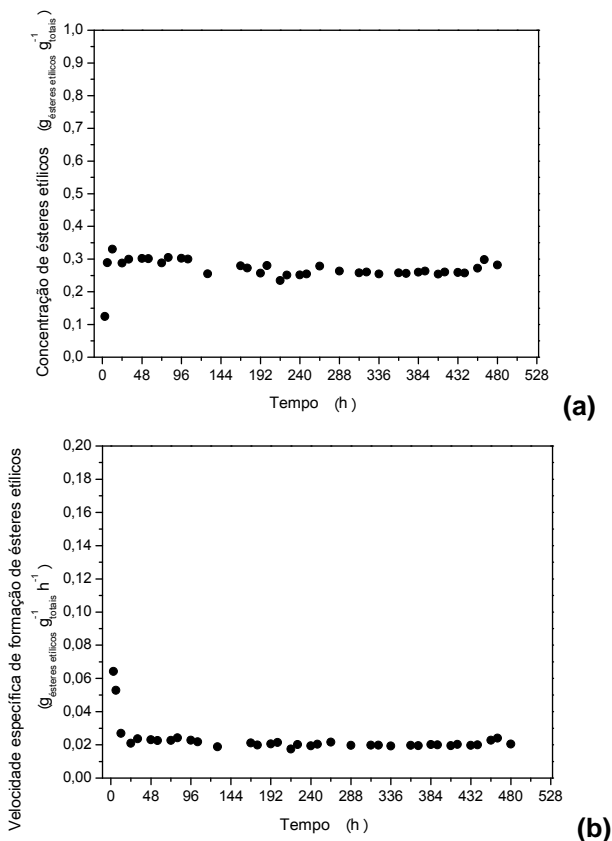 Concentração de ésteres etílicos (g ésteres etílicos g-1 totais)
1,0
0,9
0,8
0,7
0,6
0,5
0,4
0,3
0,2
0,1
0,0
0 48 96 144 192 240 288 336 384 432 480 528
Tempo (h)
(a)
Velocidade específica de formação de ésteres etílicos
(g ésteres etílicos g-1 totais h-1)
0,20
0,18
0,16
0,14
0,12
0,10
0,08
0,06
0,04
0,02
0,00
0 48 96 144 192 240 288 336 384 432 480 528
Tempo (h)
(b)